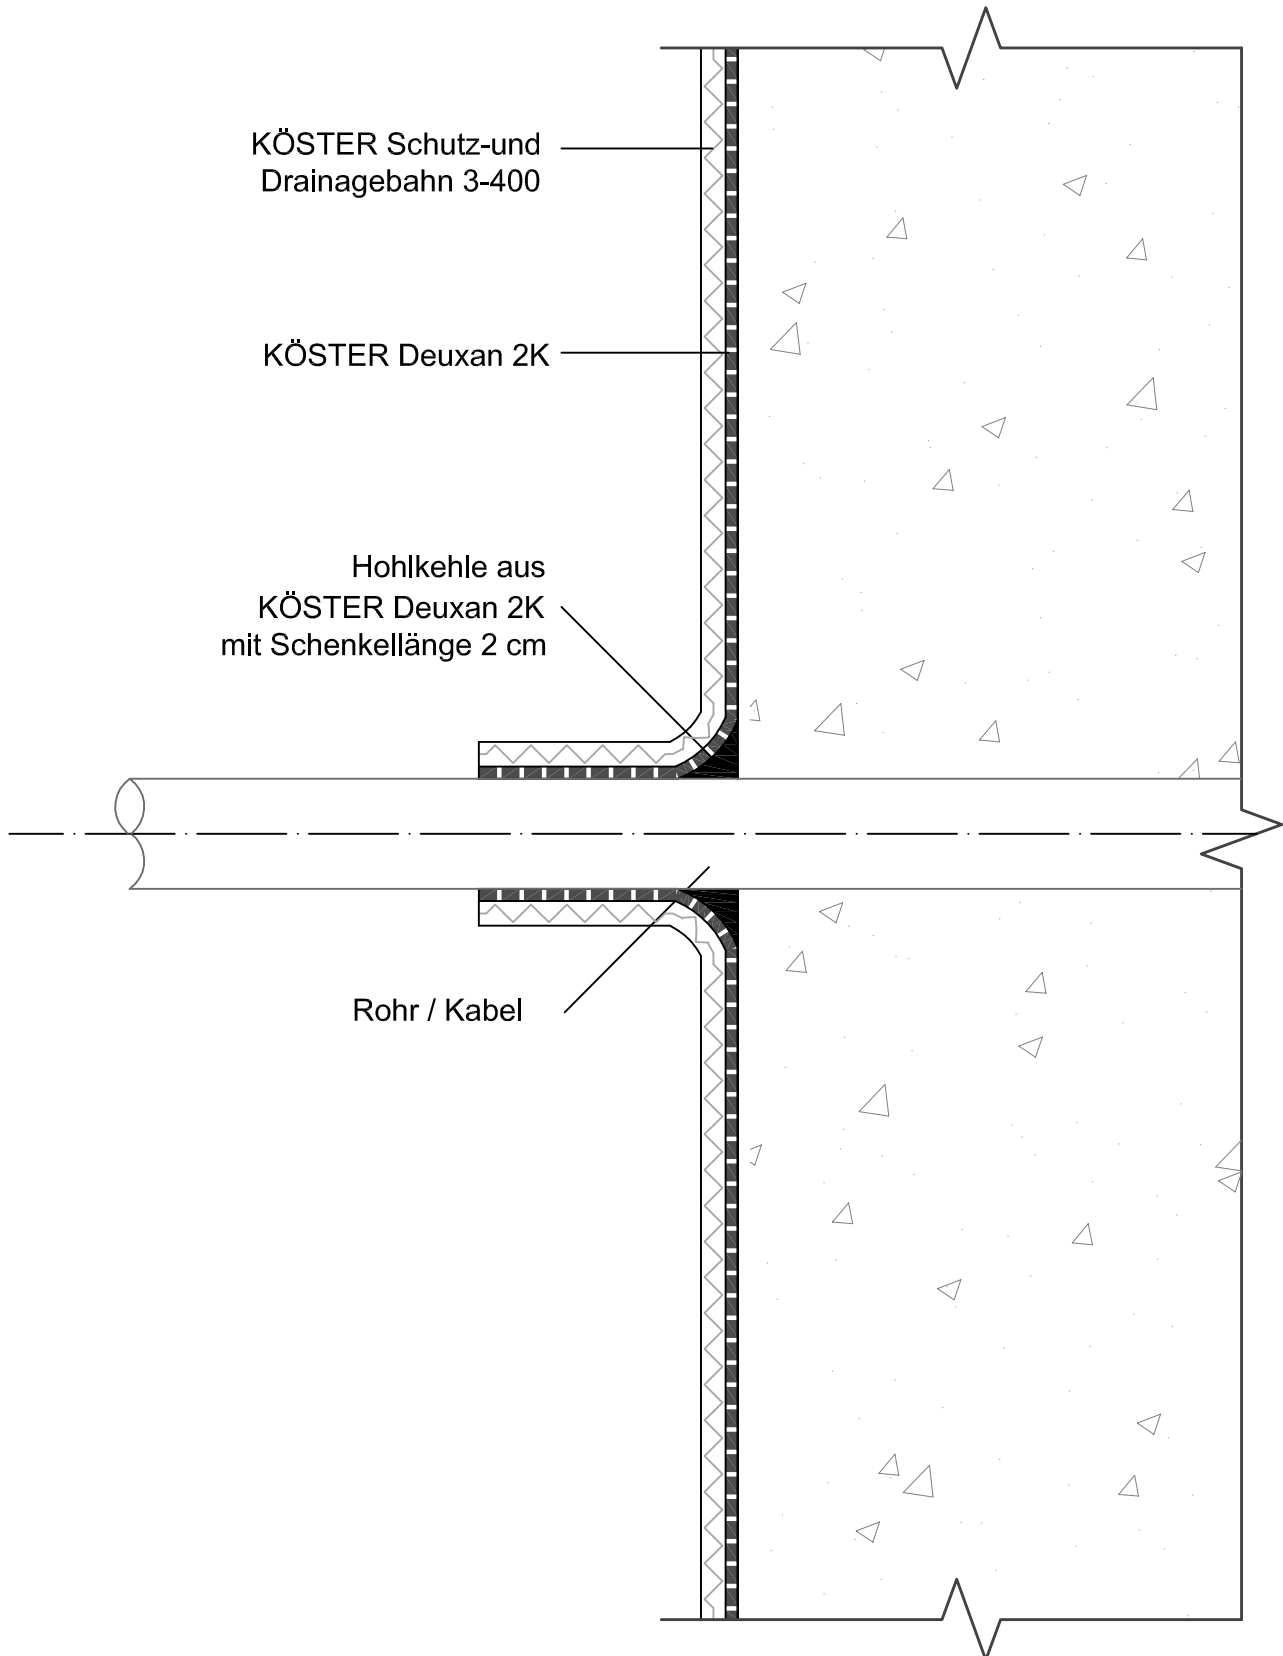 KÖSTER Schutz-und
Drainagebahn 3-400
KÖSTER Deuxan 2K
Hohlkehle aus
KÖSTER Deuxan 2K
mit Schenkellänge 2 cm
Rohr / Kabel